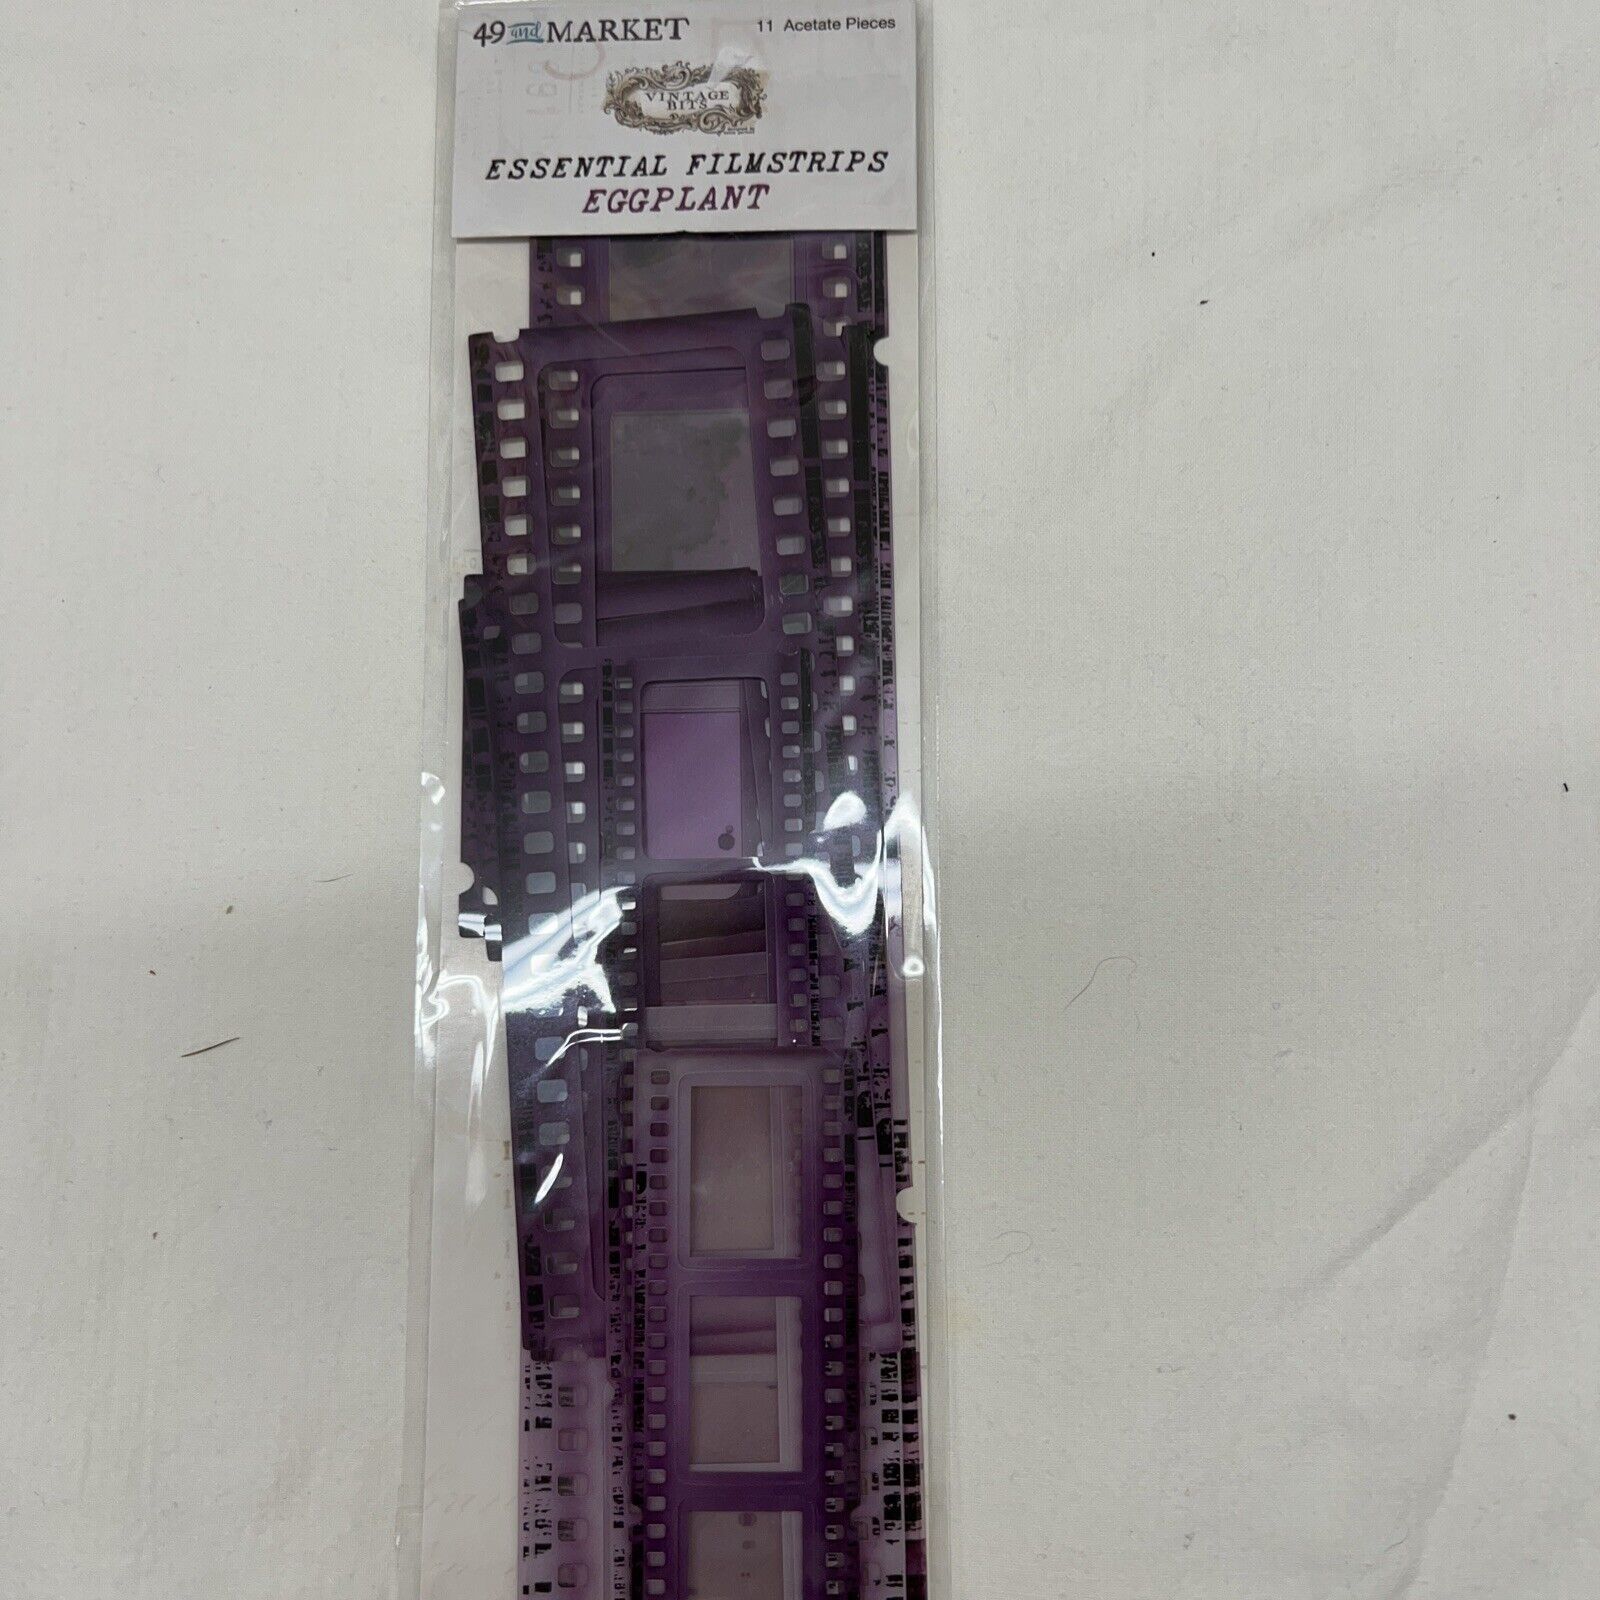 49 and MARKET
11 Acetate Pieces
VINTAGE
BITS
ESSENTIAL FILMSTRIPS
EGGPLANT